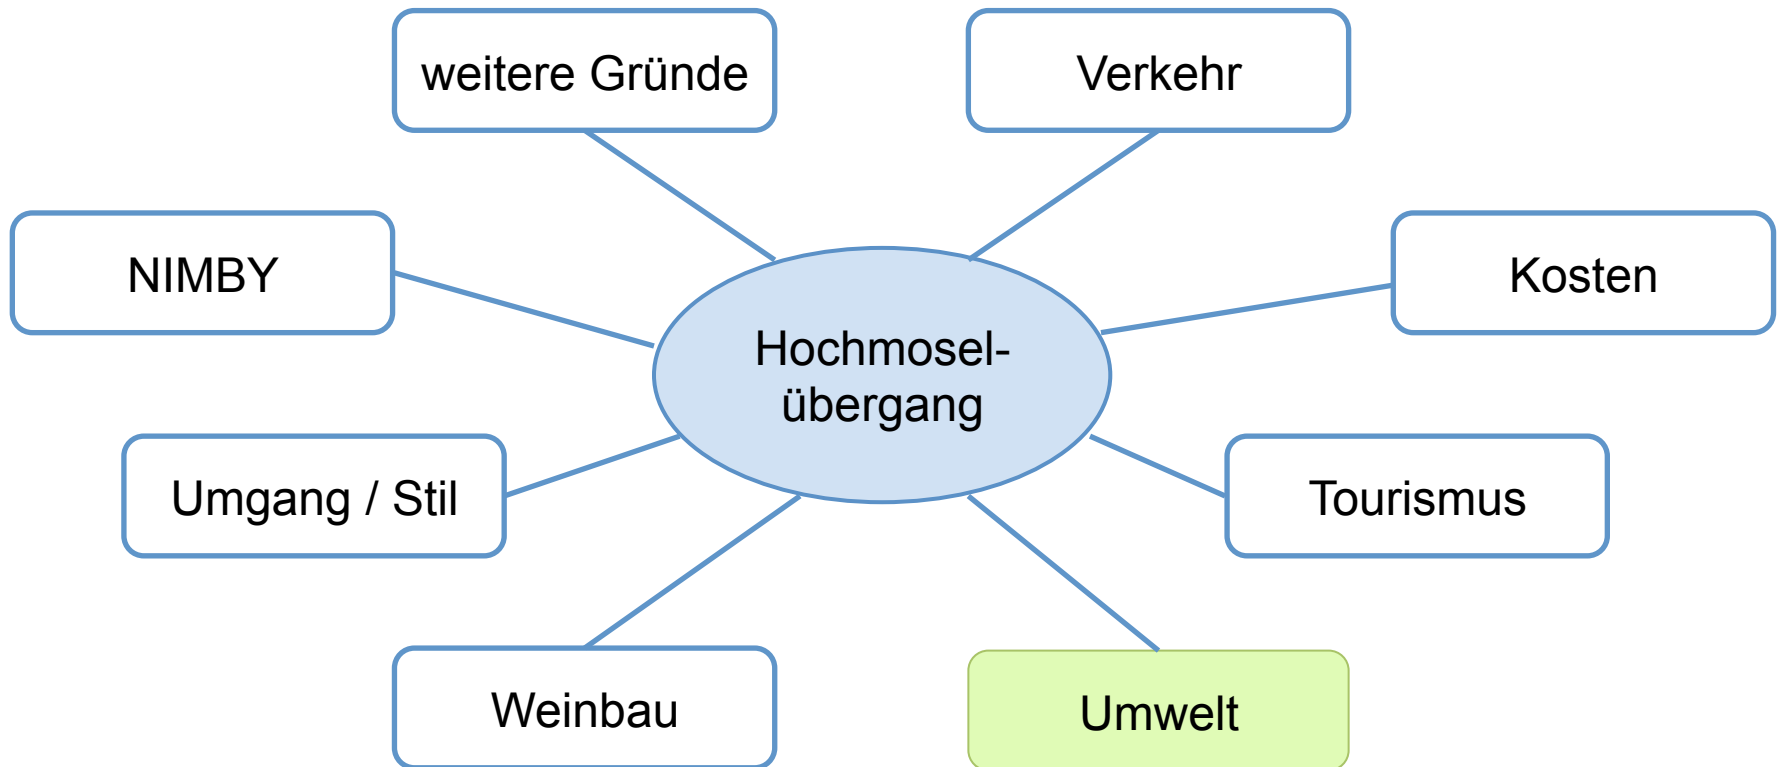 weitere Gründe
Verkehr
NIMBY
Kosten
Hochmosel-
übergang
Umgang / Stil
Tourismus
Weinbau
Umwelt